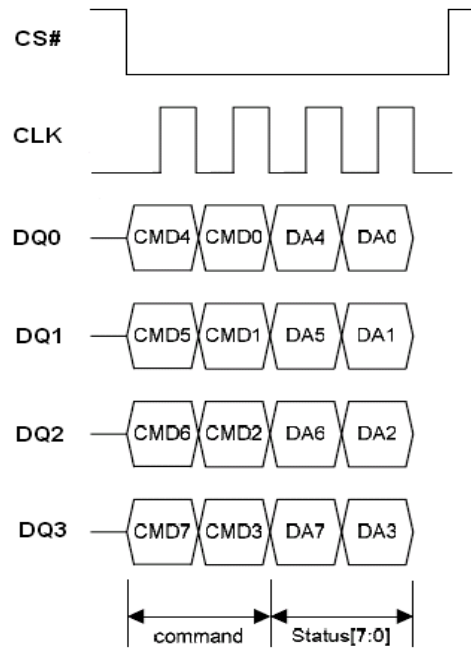 CS#
CLK
DQ0 CMD4 CMD0 DA4 DA0
DQ1 CMD5 CMD1 DA5 DA1
DQ2 CMD6 CMD2 DA6 DA2
DQ3 CMD7 CMD3 DA7 DA3
command Status[7:0]